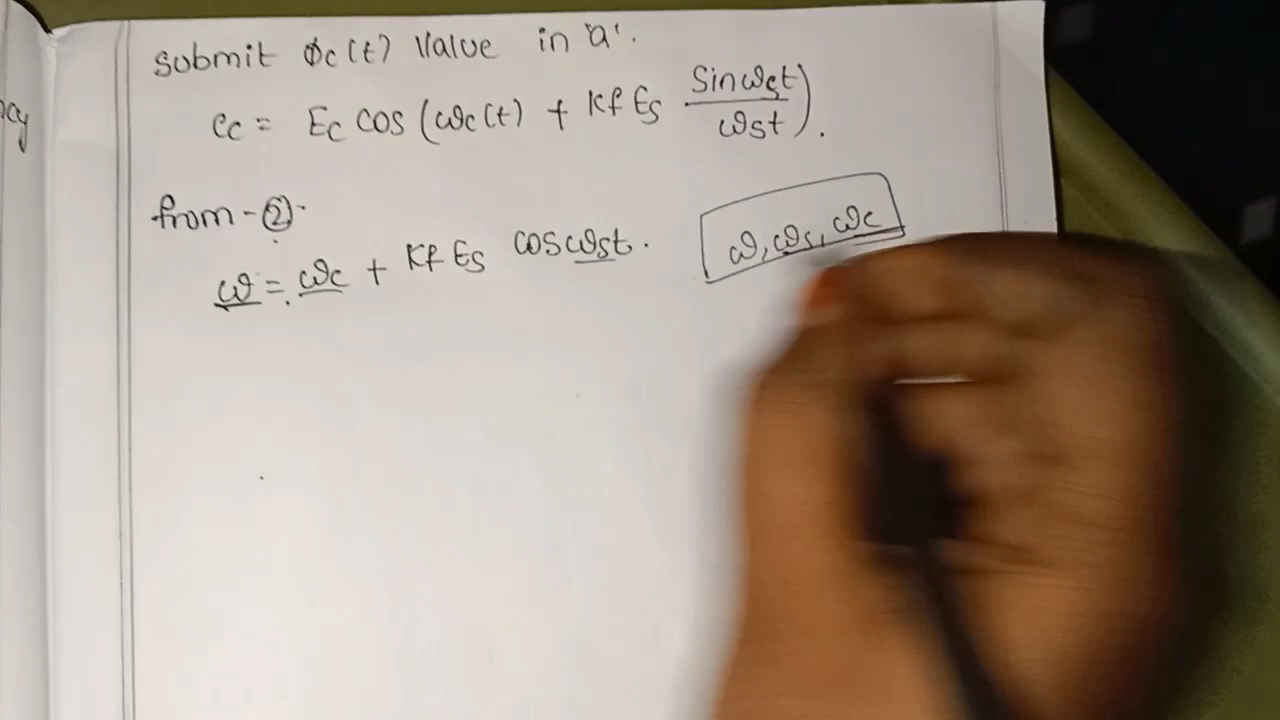 submit ϕc(t) value in 'a'.
ec = Ec cos (ωc(t) + Kf Es Sinωst/ωst).
from - ②.
ω = ωc + Kf Es cosωst.
ω, ωs, ωc